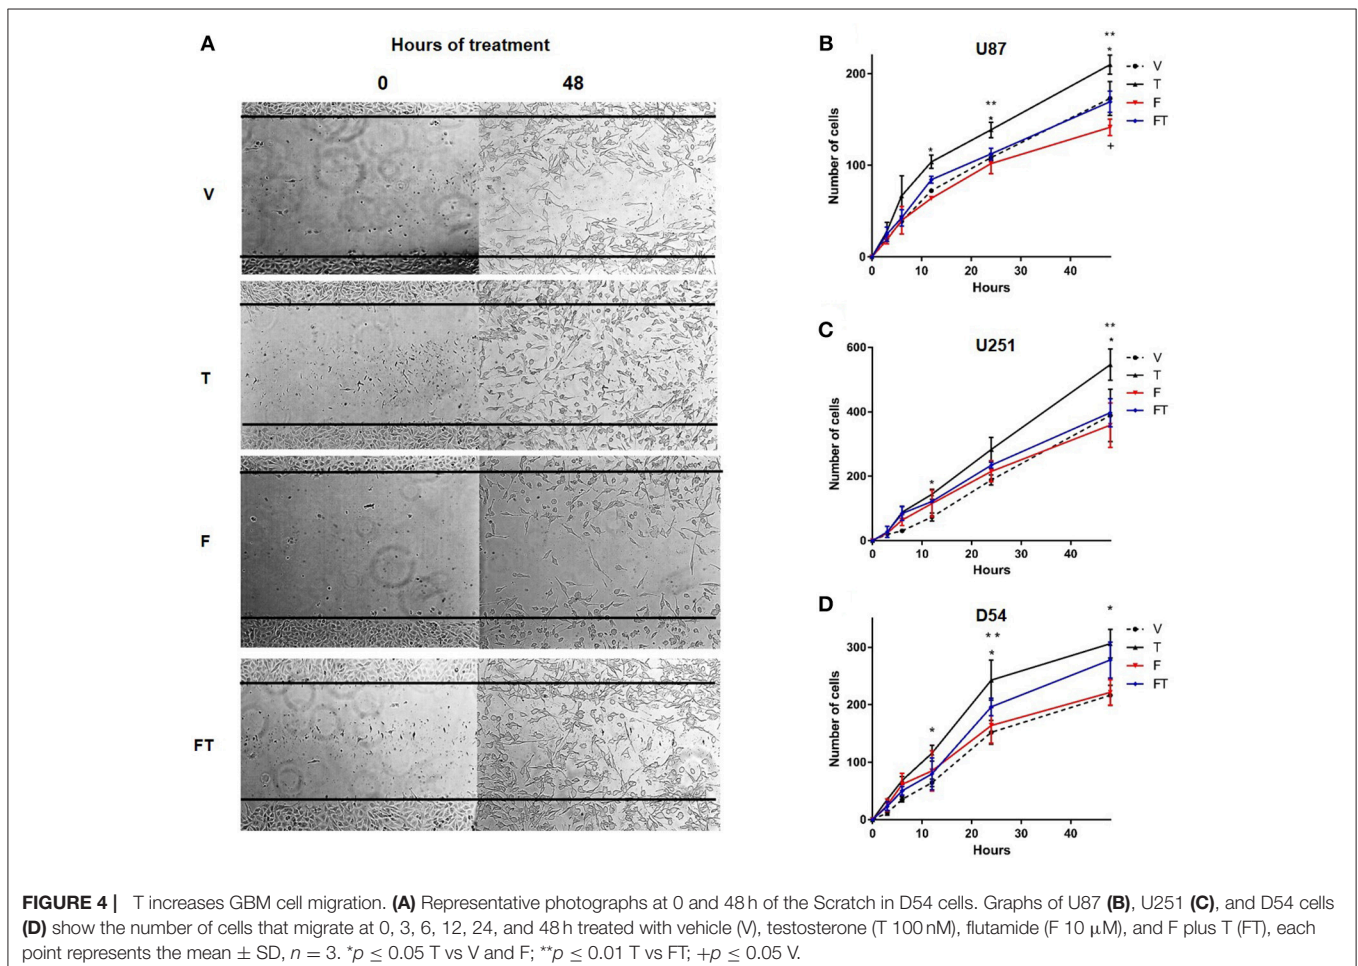 A
Hours of treatment
0 48
V
T
F
FT
B
U87
** 
*
**
*
*
+
V
T
F
FT
Number of cells
200
100
0
0 10 20 30 40
Hours
C
U251
**
*
*
V
T
F
FT
Number of cells
600
400
200
0
0 10 20 30 40
Hours
D
D54
*
**
*
*
V
T
F
FT
Number of cells
300
200
100
0
0 10 20 30 40
Hours
FIGURE 4 | T increases GBM cell migration. (A) Representative photographs at 0 and 48 h of the Scratch in D54 cells. Graphs of U87 (B), U251 (C), and D54 cells
(D) show the number of cells that migrate at 0, 3, 6, 12, 24, and 48 h treated with vehicle (V), testosterone (T 100 nM), flutamide (F 10 μM), and F plus T (FT), each
point represents the mean ± SD, n = 3. *p ≤ 0.05 T vs V and F; **p ≤ 0.01 T vs FT; +p ≤ 0.05 V.